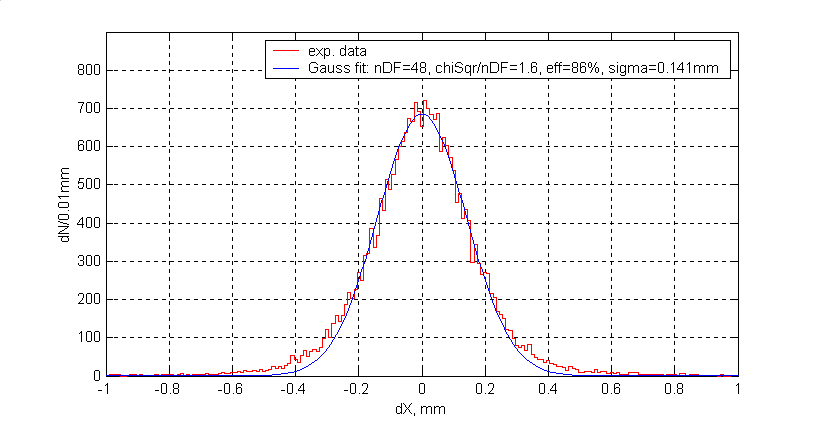 exp. data
Gauss fit: nDF=48, chiSqr/nDF=1.6, eff=86%, sigma=0.141mm
800
700
600
500
400
300
200
100
0
dN/0.01mm
-1 -0.8 -0.6 -0.4 -0.2 0 0.2 0.4 0.6 0.8 1
dX, mm